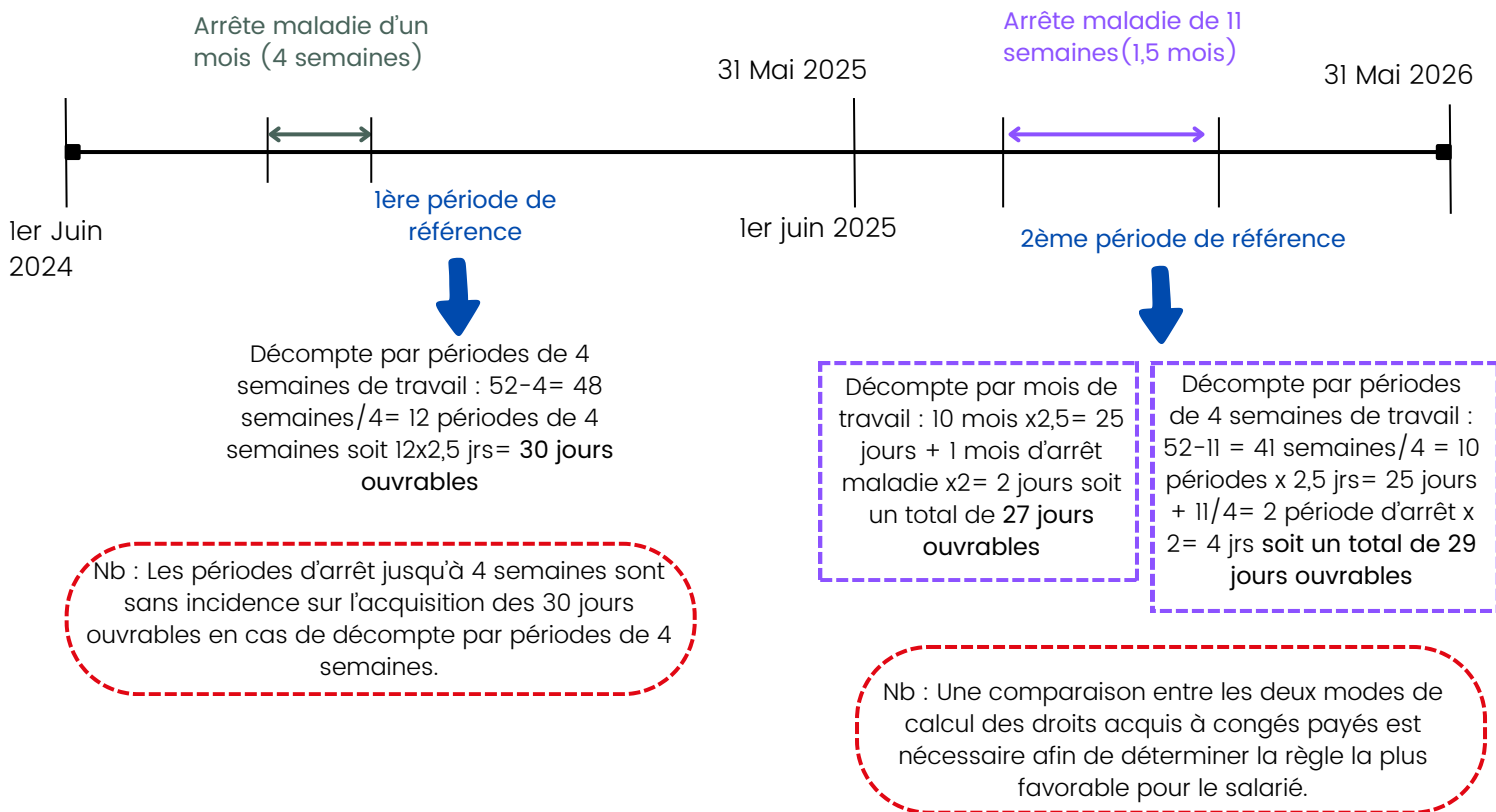 Arrête maladie d'un
mois (4 semaines)
Arrête maladie de 11
semaines(1,5 mois)
31 Mai 2025
31 Mai 2026
1er Juin
2024
1ère période de
référence
1er juin 2025
2ème période de référence
Décompte par périodes de 4
semaines de travail : 52-4= 48
semaines/4= 12 périodes de 4
semaines soit 12x2,5 jrs= 30 jours
ouvrables
Décompte par mois de
travail : 10 mois x2,5= 25
jours + 1 mois d'arrêt
maladie x2= 2 jours soit
un total de 27 jours
ouvrables
Décompte par périodes
de 4 semaines de travail :
52-11 = 41 semaines/4 = 10
périodes x 2,5 jrs= 25 jours
+ 11/4= 2 période d'arrêt x
2= 4 jrs soit un total de 29
jours ouvrables
Nb : Les périodes d'arrêt jusqu'à 4 semaines sont
sans incidence sur l'acquisition des 30 jours
ouvrables en cas de décompte par périodes de 4
semaines.
Nb : Une comparaison entre les deux modes de
calcul des droits acquis à congés payés est
nécessaire afin de déterminer la règle la plus
favorable pour le salarié.